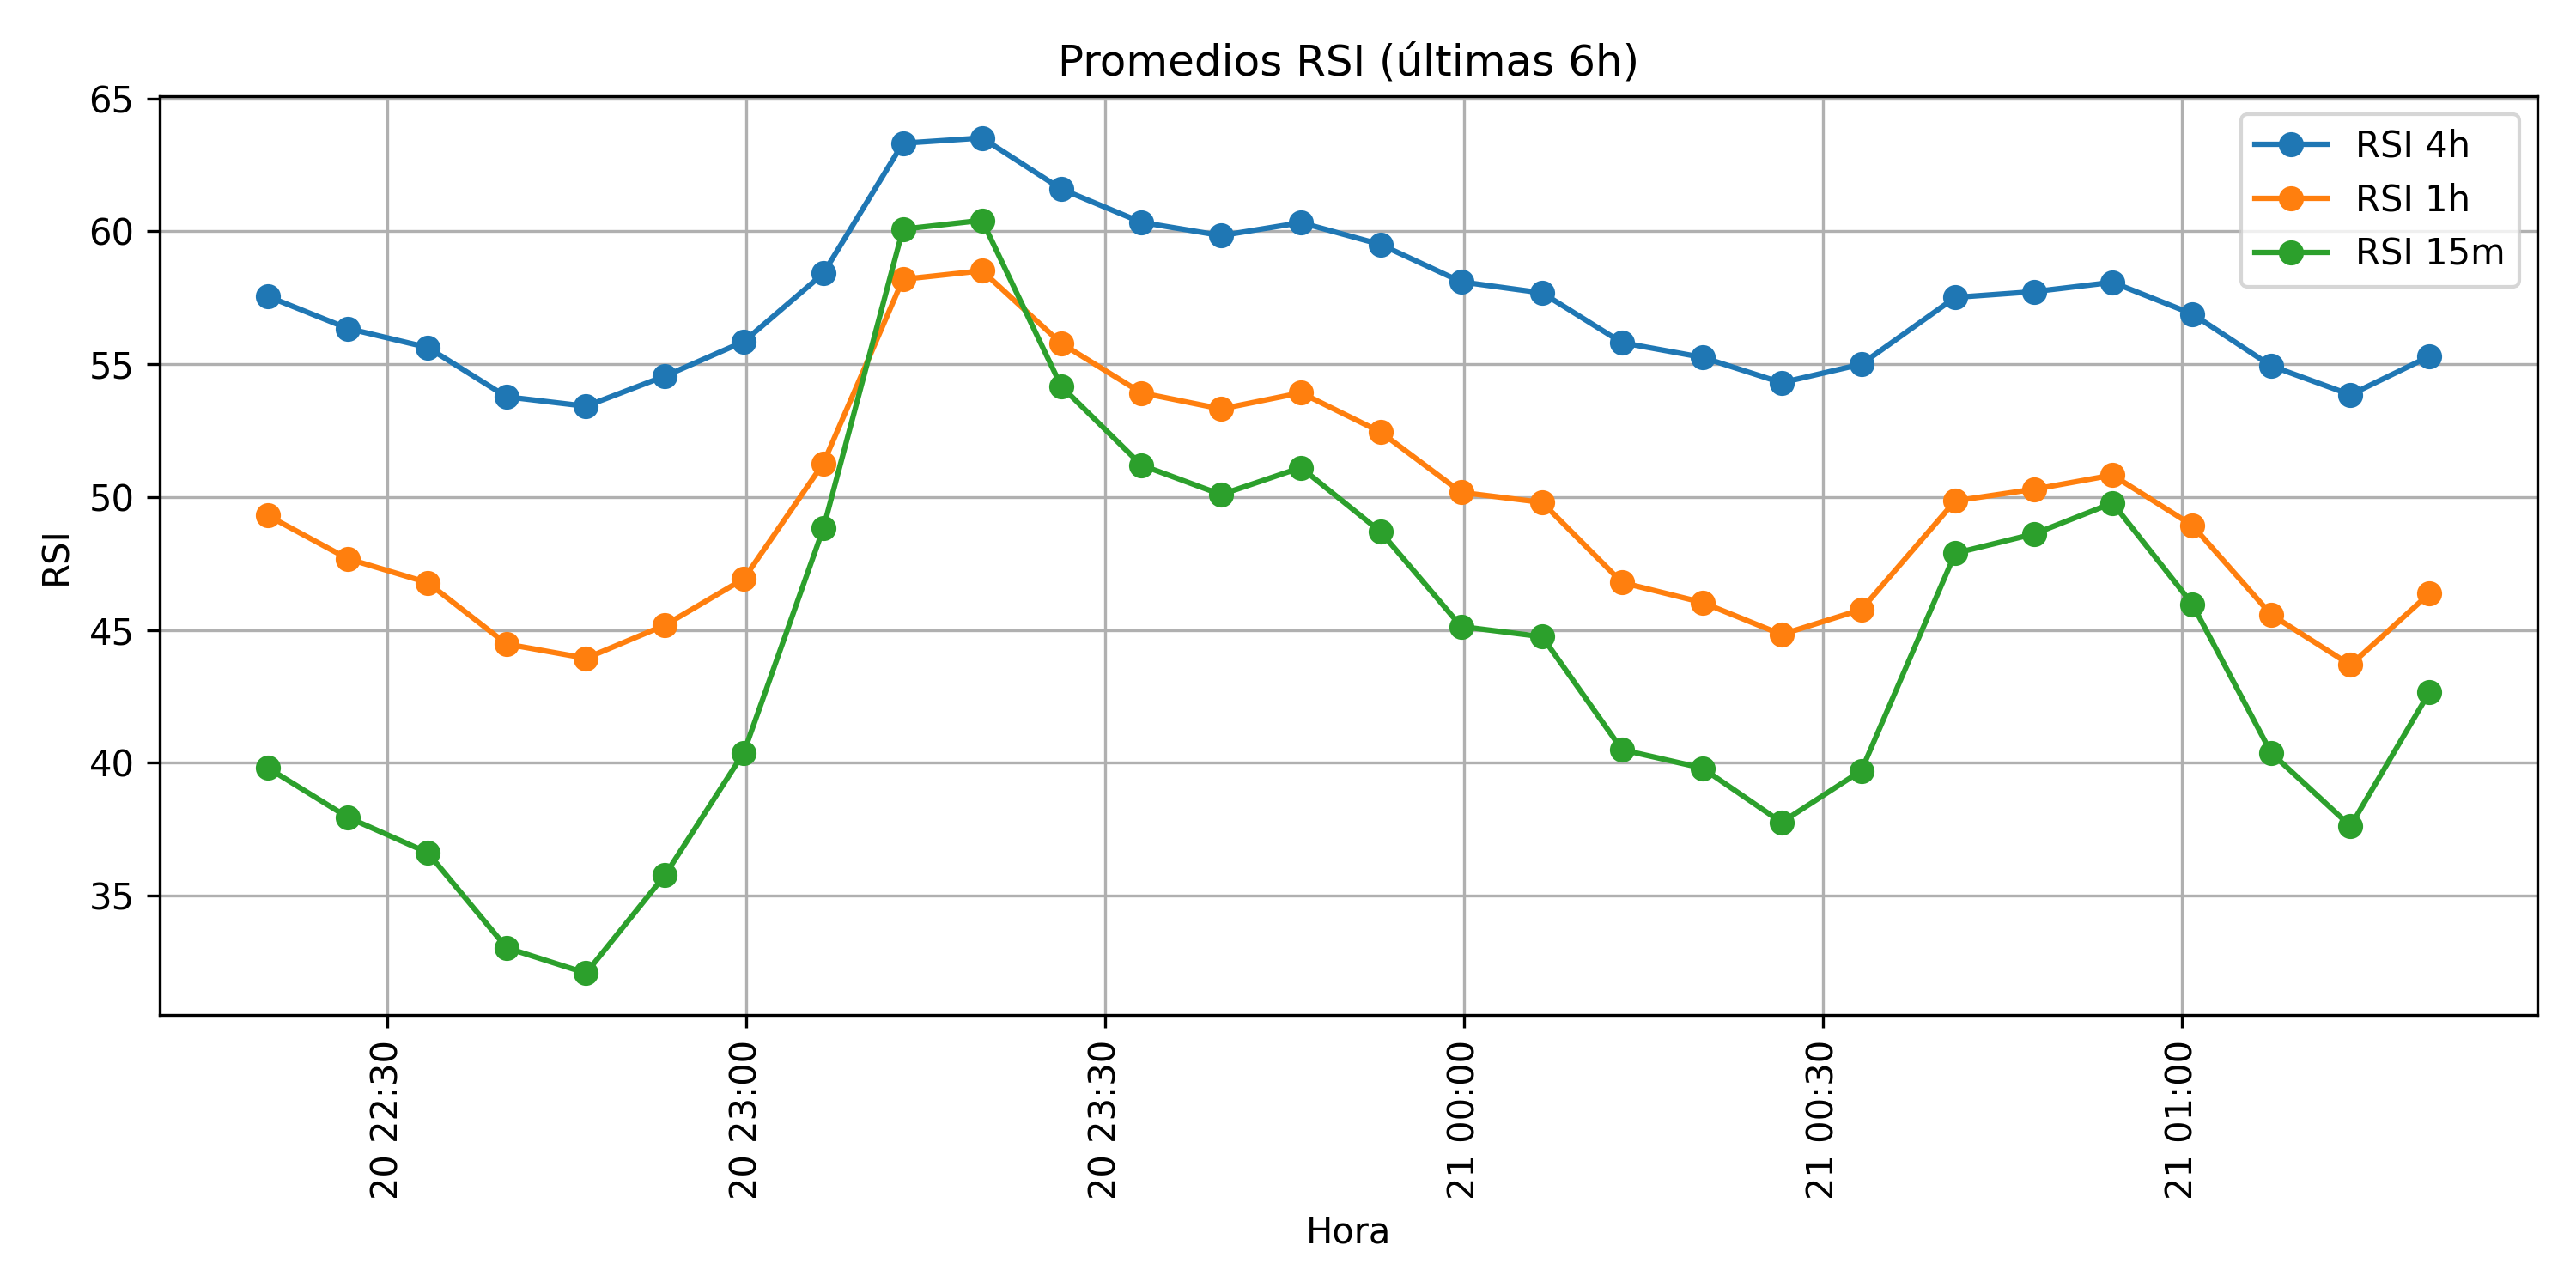 Promedios RSI (últimas 6h)
RSI 4h
RSI 1h
RSI 15m
65
60
55
50
45
40
35
RSI
20 22:30
20 23:00
20 23:30
21 00:00
21 00:30
21 01:00
Hora